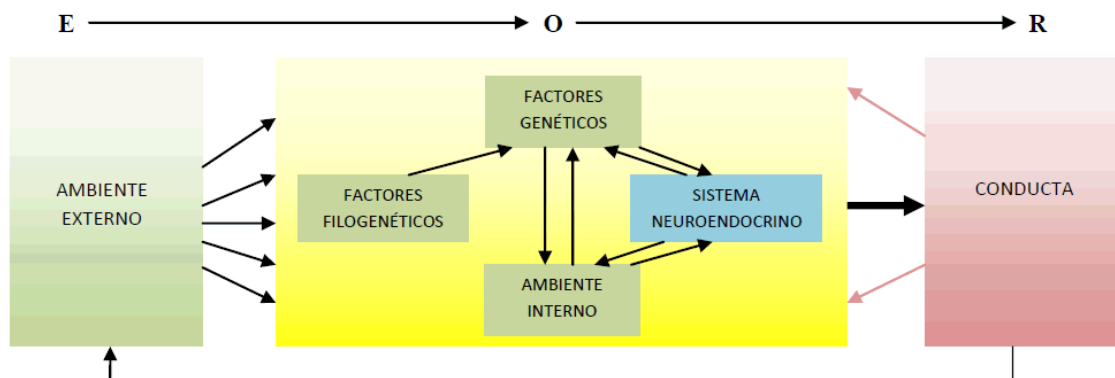 E O R
FACTORES
GENÉTICOS
AMBIENTE
EXTERNO
FACTORES
FILOGENÉTICOS
SISTEMA
NEUROENDOCRINO
CONDUCTA
AMBIENTE
INTERNO